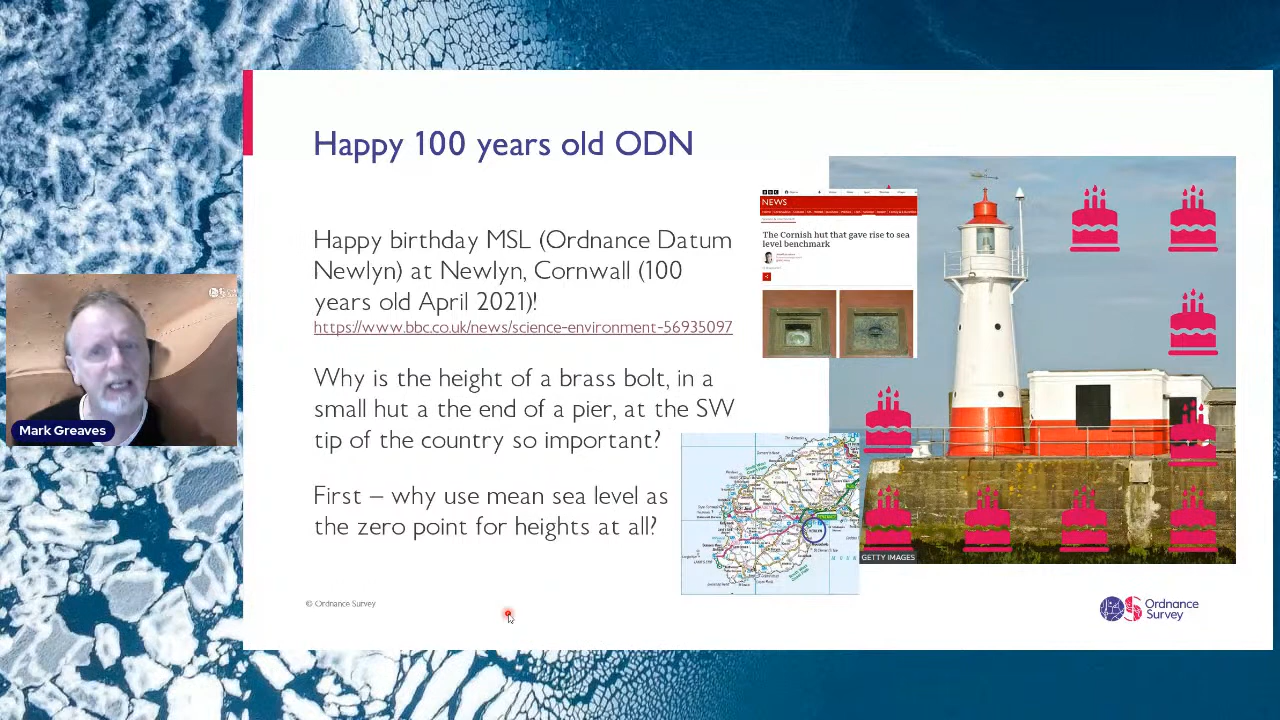 Happy 100 years old ODN
Happy birthday MSL (Ordnance Datum
Newlyn) at Newlyn, Cornwall (100
years old April 2021)!
https://www.bbc.co.uk/news/science-environment-56935097
Why is the height of a brass bolt, in a
small hut a the end of a pier, at the SW
tip of the country so important?
First – why use mean sea level as
the zero point for heights at all?
© Ordnance Survey
BBC
NEWS
The Cornish hut that gave rise to sea
level benchmark
GETTY IMAGES
Ordnance
Survey
Mark Greaves